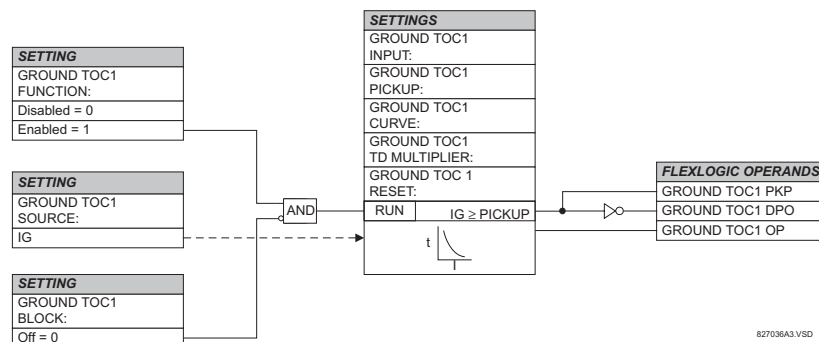 SETTING
GROUND TOC1
FUNCTION:
Disabled = 0
Enabled = 1
SETTING
GROUND TOC1
SOURCE:
IG
SETTING
GROUND TOC1
BLOCK:
Off = 0
AND
SETTINGS
GROUND TOC1
INPUT:
GROUND TOC1
PICKUP:
GROUND TOC1
CURVE:
GROUND TOC1
TD MULTIPLIER:
GROUND TOC 1
RESET:
RUN
IG ≥ PICKUP
t
I
FLEXLOGIC OPERANDS
GROUND TOC1 PKP
GROUND TOC1 DPO
GROUND TOC1 OP
827036A3.VSD